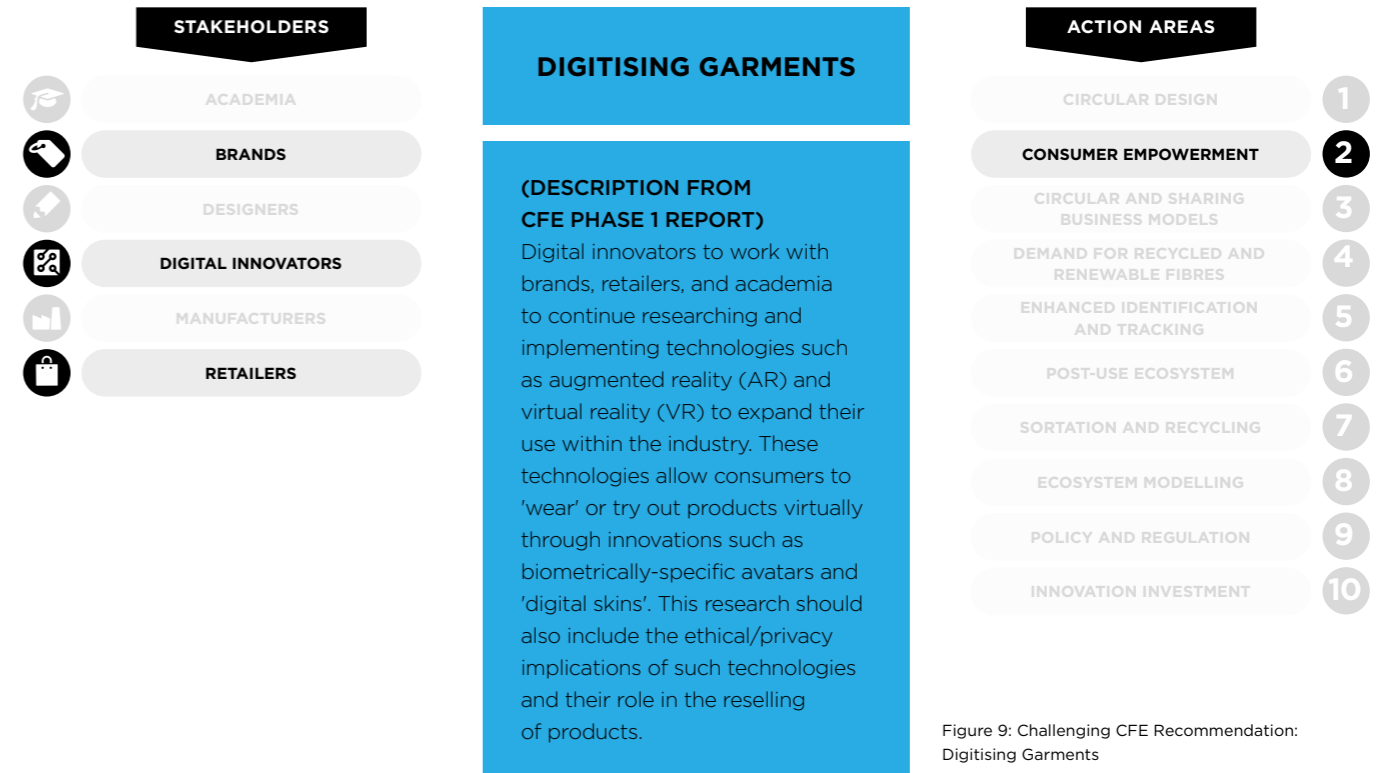 STAKEHOLDERS
ACADEMIA
BRANDS
DESIGNERS
DIGITAL INNOVATORS
MANUFACTURERS
RETAILERS
DIGITISING GARMENTS
(DESCRIPTION FROM
CFE PHASE 1 REPORT)
Digital innovators to work with
brands, retailers, and academia
to continue researching and
implementing technologies such
as augmented reality (AR) and
virtual reality (VR) to expand their
use within the industry. These
technologies allow consumers to
'wear' or try out products virtually
through innovations such as
biometrically-specific avatars and
'digital skins'. This research should
also include the ethical/privacy
implications of such technologies
and their role in the reselling
of products.
ACTION AREAS
CIRCULAR DESIGN 1
CONSUMER EMPOWERMENT 2
CIRCULAR AND SHARING
BUSINESS MODELS 3
DEMAND FOR RECYCLED AND
RENEWABLE FIBRES 4
ENHANCED IDENTIFICATION
AND TRACKING 5
POST-USE ECOSYSTEM 6
SORTATION AND RECYCLING 7
ECOSYSTEM MODELLING 8
POLICY AND REGULATION 9
INNOVATION INVESTMENT 10
Figure 9: Challenging CFE Recommendation:
Digitising Garments